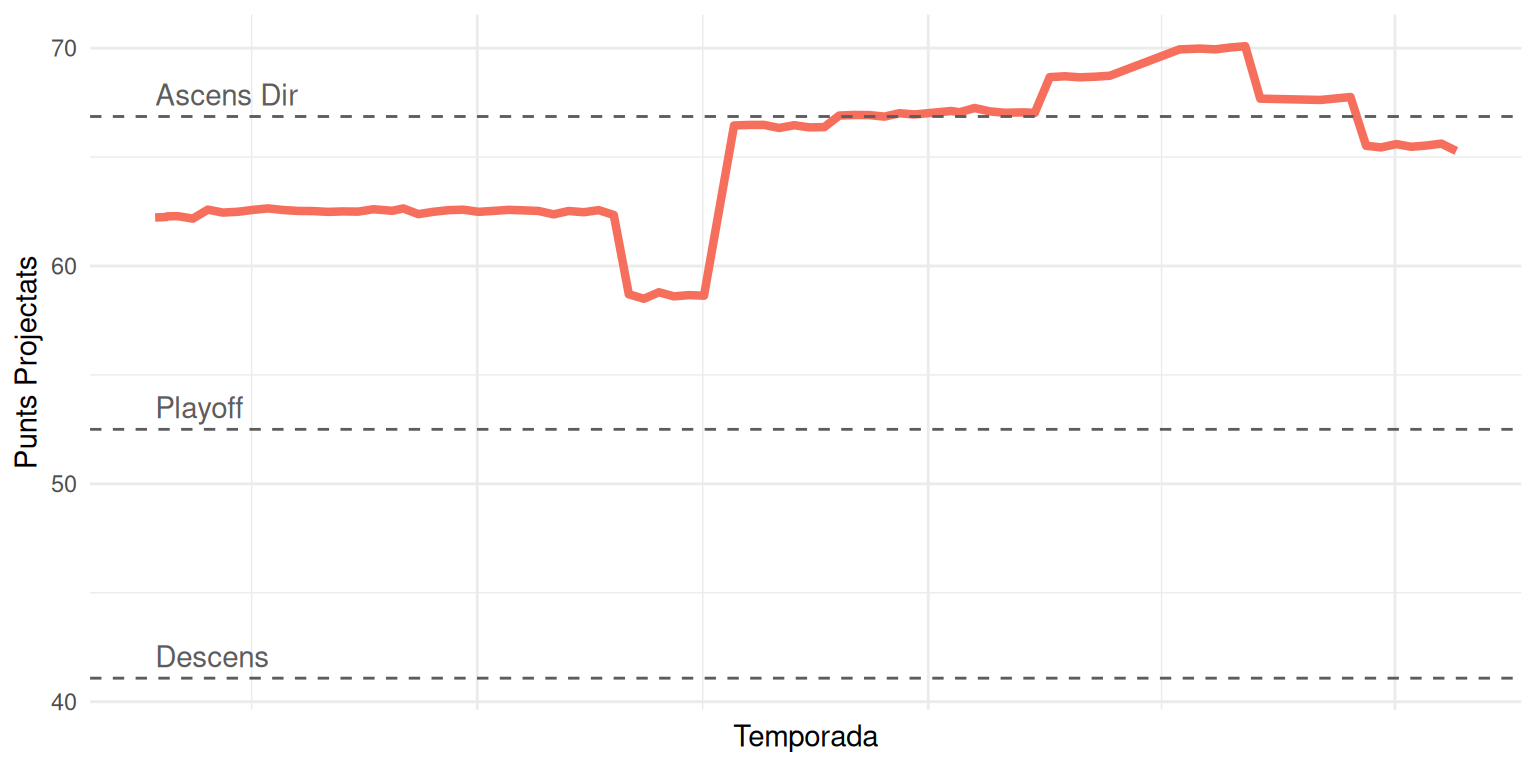 70
Ascens Dir
60
Playoff
50
Descens
40
Punts Projectats
Temporada